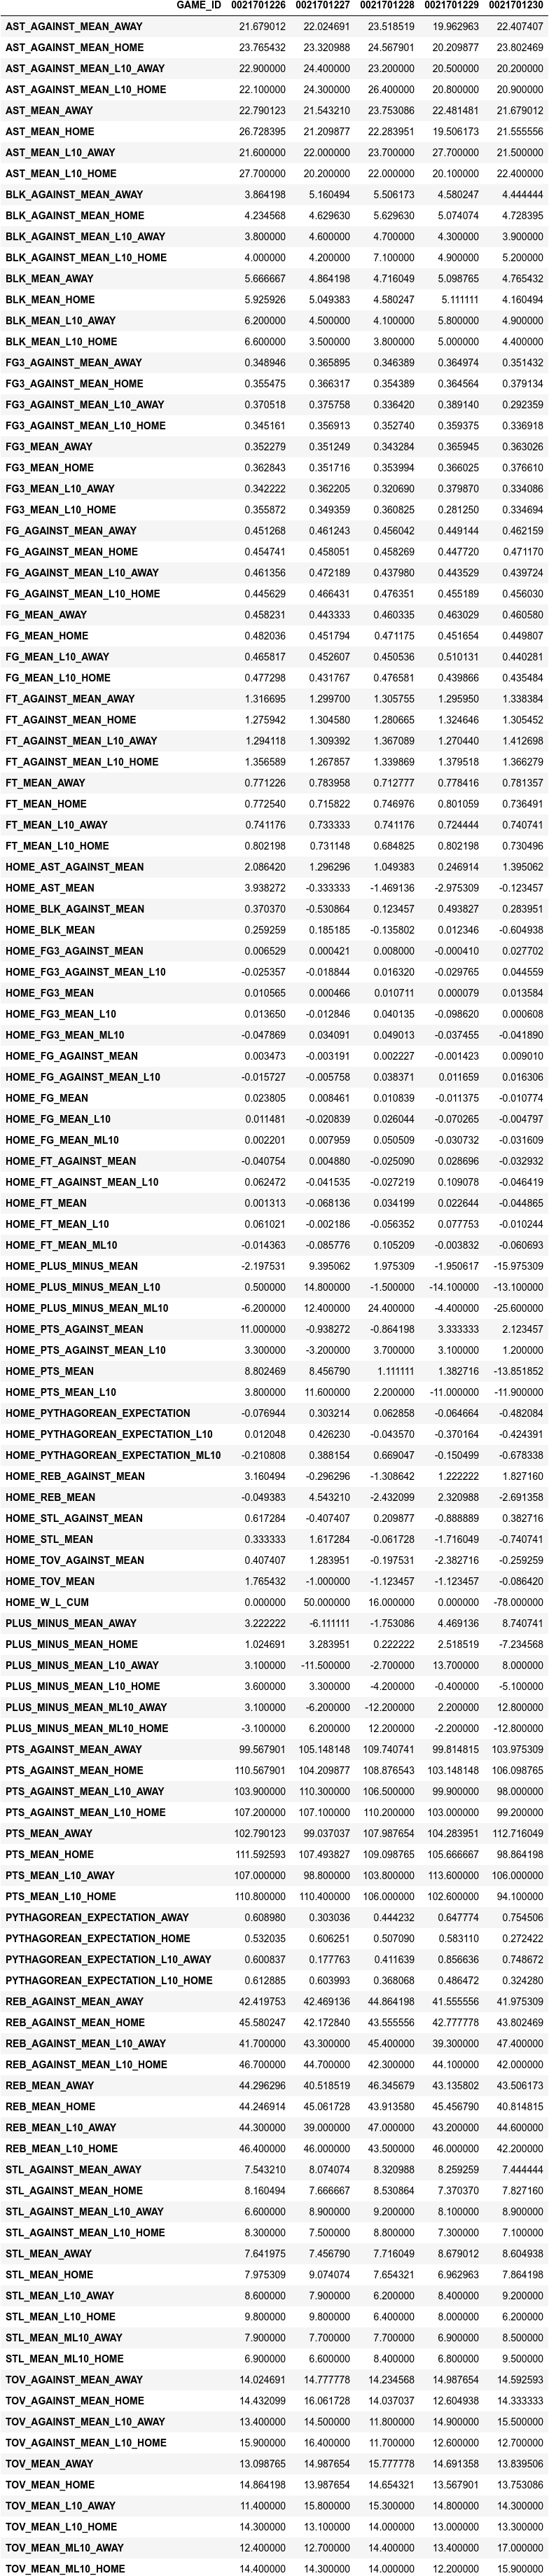 GAME_ID 0021701226 0021701227 0021701228 0021701229 0021701230
AST_AGAINST_MEAN_AWAY 21.679012 22.024691 23.518519 19.962963 22.407407
AST_AGAINST_MEAN_HOME 23.765432 23.320988 24.567901 20.209877 23.802469
AST_AGAINST_MEAN_L10_AWAY 22.900000 24.400000 23.200000 20.500000 20.200000
AST_AGAINST_MEAN_L10_HOME 22.100000 24.300000 26.400000 20.800000 20.900000
AST_MEAN_AWAY 22.790123 21.543210 23.753086 22.481481 21.679012
AST_MEAN_HOME 26.728395 21.209877 22.283951 19.506173 21.555556
AST_MEAN_L10_AWAY 21.600000 22.000000 23.700000 27.700000 21.500000
AST_MEAN_L10_HOME 27.700000 20.200000 22.000000 20.100000 22.400000
BLK_AGAINST_MEAN_AWAY 3.864198 5.160494 5.506173 4.580247 4.444444
BLK_AGAINST_MEAN_HOME 4.234568 4.629630 5.629630 5.074074 4.728395
BLK_AGAINST_MEAN_L10_AWAY 3.800000 4.600000 4.700000 4.300000 3.900000
BLK_AGAINST_MEAN_L10_HOME 4.000000 4.200000 7.100000 4.900000 5.200000
BLK_MEAN_AWAY 5.666667 4.864198 4.716049 5.098765 4.765432
BLK_MEAN_HOME 5.925926 5.049383 4.580247 5.111111 4.160494
BLK_MEAN_L10_AWAY 6.200000 4.500000 4.100000 5.800000 4.900000
BLK_MEAN_L10_HOME 6.600000 3.500000 3.800000 5.000000 4.400000
FG3_AGAINST_MEAN_AWAY 0.348946 0.365895 0.346389 0.364974 0.351432
FG3_AGAINST_MEAN_HOME 0.355475 0.366317 0.354389 0.364564 0.379134
FG3_AGAINST_MEAN_L10_AWAY 0.370518 0.375758 0.336420 0.389140 0.292359
FG3_AGAINST_MEAN_L10_HOME 0.345161 0.356913 0.352740 0.359375 0.336918
FG3_MEAN_AWAY 0.352279 0.351249 0.343284 0.365945 0.363026
FG3_MEAN_HOME 0.362843 0.351716 0.353994 0.366025 0.376610
FG3_MEAN_L10_AWAY 0.342222 0.362205 0.320690 0.379870 0.334086
FG3_MEAN_L10_HOME 0.355872 0.349359 0.360825 0.281250 0.334694
FG_AGAINST_MEAN_AWAY 0.451268 0.461243 0.456042 0.449144 0.462159
FG_AGAINST_MEAN_HOME 0.454741 0.458051 0.458269 0.447720 0.471170
FG_AGAINST_MEAN_L10_AWAY 0.461356 0.472189 0.437980 0.443529 0.439724
FG_AGAINST_MEAN_L10_HOME 0.445629 0.466431 0.476351 0.455189 0.456030
FG_MEAN_AWAY 0.458231 0.443333 0.460335 0.463029 0.460580
FG_MEAN_HOME 0.482036 0.451794 0.471175 0.451654 0.449807
FG_MEAN_L10_AWAY 0.465817 0.452607 0.450536 0.510131 0.440281
FG_MEAN_L10_HOME 0.477298 0.431767 0.476581 0.439866 0.435484
FT_AGAINST_MEAN_AWAY 1.316695 1.299700 1.305755 1.295950 1.338384
FT_AGAINST_MEAN_HOME 1.275942 1.304580 1.280665 1.324646 1.305452
FT_AGAINST_MEAN_L10_AWAY 1.294118 1.309392 1.367089 1.270440 1.412698
FT_AGAINST_MEAN_L10_HOME 1.356589 1.267857 1.339869 1.379518 1.366279
FT_MEAN_AWAY 0.771226 0.783958 0.712777 0.778416 0.781357
FT_MEAN_HOME 0.772540 0.715822 0.746976 0.801059 0.736491
FT_MEAN_L10_AWAY 0.741176 0.733333 0.741176 0.724444 0.740741
FT_MEAN_L10_HOME 0.802198 0.731148 0.684825 0.802198 0.730496
HOME_AST_AGAINST_MEAN 2.086420 1.296296 1.049383 0.246914 1.395062
HOME_AST_MEAN 3.938272 -0.333333 -1.469136 -2.975309 -0.123457
HOME_BLK_AGAINST_MEAN 0.370370 -0.530864 0.123457 0.493827 0.283951
HOME_BLK_MEAN 0.259259 0.185185 -0.135802 0.012346 -0.604938
HOME_FG3_AGAINST_MEAN 0.006529 0.000421 0.008000 -0.000410 0.027702
HOME_FG3_AGAINST_MEAN_L10 -0.025357 -0.018844 0.016320 -0.029765 0.044559
HOME_FG3_MEAN 0.010565 0.000466 0.010711 0.000079 0.013584
HOME_FG3_MEAN_L10 0.013650 -0.012846 0.040135 -0.098620 0.000608
HOME_FG3_MEAN_ML10 -0.047869 0.034091 0.049013 -0.037455 -0.041890
HOME_FG_AGAINST_MEAN 0.003473 -0.003191 0.002227 -0.001423 0.009010
HOME_FG_AGAINST_MEAN_L10 -0.015727 -0.005758 0.038371 0.011659 0.016306
HOME_FG_MEAN 0.023805 0.008461 0.010839 -0.011375 -0.010774
HOME_FG_MEAN_L10 0.011481 -0.020839 0.026044 -0.070265 -0.004797
HOME_FG_MEAN_ML10 0.002201 0.007959 0.050509 -0.030732 -0.031609
HOME_FT_AGAINST_MEAN -0.040754 0.004880 -0.025090 0.028696 -0.032932
HOME_FT_AGAINST_MEAN_L10 0.062472 -0.041535 -0.027219 0.109078 -0.046419
HOME_FT_MEAN 0.001313 -0.068136 0.034199 0.022644 -0.044865
HOME_FT_MEAN_L10 0.061021 -0.002186 -0.056352 0.077753 -0.010244
HOME_FT_MEAN_ML10 -0.014363 -0.085776 0.105209 -0.003832 -0.060693
HOME_PLUS_MINUS_MEAN -2.197531 9.395062 1.975309 -1.950617 -15.975309
HOME_PLUS_MINUS_MEAN_L10 0.500000 14.800000 -1.500000 -14.100000 -13.100000
HOME_PLUS_MINUS_MEAN_ML10 -6.200000 12.400000 24.400000 -4.400000 -25.600000
HOME_PTS_AGAINST_MEAN 11.000000 -0.938272 -0.864198 3.333333 2.123457
HOME_PTS_AGAINST_MEAN_L10 3.300000 -3.200000 3.700000 3.100000 1.200000
HOME_PTS_MEAN 8.802469 8.456790 1.111111 1.382716 -13.851852
HOME_PTS_MEAN_L10 3.800000 11.600000 2.200000 -11.000000 -11.900000
HOME_PYTHAGOREAN_EXPECTATION -0.076944 0.303214 0.062858 -0.064664 -0.482084
HOME_PYTHAGOREAN_EXPECTATION_L10 0.012048 0.426230 -0.043570 -0.370164 -0.424391
HOME_PYTHAGOREAN_EXPECTATION_ML10 -0.210808 0.388154 0.669047 -0.150499 -0.678338
HOME_REB_AGAINST_MEAN 3.160494 -0.296296 -1.308642 1.222222 1.827160
HOME_REB_MEAN -0.049383 4.543210 -2.432099 2.320988 -2.691358
HOME_STL_AGAINST_MEAN 0.617284 -0.407407 0.209877 -0.888889 0.382716
HOME_STL_MEAN 0.333333 1.617284 -0.061728 -1.716049 -0.740741
HOME_TOV_AGAINST_MEAN 0.407407 1.283951 -0.197531 -2.382716 -0.259259
HOME_TOV_MEAN 1.765432 -1.000000 -1.123457 -1.123457 -0.086420
HOME_W_L_CUM 0.000000 50.000000 16.000000 0.000000 -78.000000
PLUS_MINUS_MEAN_AWAY 3.222222 -6.111111 -1.753086 4.469136 8.740741
PLUS_MINUS_MEAN_HOME 1.024691 3.283951 0.222222 2.518519 -7.234568
PLUS_MINUS_MEAN_L10_AWAY 3.100000 -11.500000 -2.700000 13.700000 8.000000
PLUS_MINUS_MEAN_L10_HOME 3.600000 3.300000 -4.200000 -0.400000 -5.100000
PLUS_MINUS_MEAN_ML10_AWAY 3.100000 -6.200000 -12.200000 2.200000 12.800000
PLUS_MINUS_MEAN_ML10_HOME -3.100000 6.200000 12.200000 -2.200000 -12.800000
PTS_AGAINST_MEAN_AWAY 99.567901 105.148148 109.740741 99.814815 103.975309
PTS_AGAINST_MEAN_HOME 110.567901 104.209877 108.876543 103.148148 106.098765
PTS_AGAINST_MEAN_L10_AWAY 103.900000 110.300000 106.500000 99.900000 98.000000
PTS_AGAINST_MEAN_L10_HOME 107.200000 107.100000 110.200000 103.000000 99.200000
PTS_MEAN_AWAY 102.790123 99.037037 107.987654 104.283951 112.716049
PTS_MEAN_HOME 111.592593 107.493827 109.098765 105.666667 98.864198
PTS_MEAN_L10_AWAY 107.000000 98.800000 103.800000 113.600000 106.000000
PTS_MEAN_L10_HOME 110.800000 110.400000 106.000000 102.600000 94.100000
PYTHAGOREAN_EXPECTATION_AWAY 0.608980 0.303036 0.444232 0.647774 0.754506
PYTHAGOREAN_EXPECTATION_HOME 0.532035 0.606251 0.507090 0.583110 0.272422
PYTHAGOREAN_EXPECTATION_L10_AWAY 0.600837 0.177763 0.411639 0.856636 0.748672
PYTHAGOREAN_EXPECTATION_L10_HOME 0.612885 0.603993 0.368068 0.486472 0.324280
REB_AGAINST_MEAN_AWAY 42.419753 42.469136 44.864198 41.555556 41.975309
REB_AGAINST_MEAN_HOME 45.580247 42.172840 43.555556 42.777778 43.802469
REB_AGAINST_MEAN_L10_AWAY 41.700000 43.300000 45.400000 39.300000 47.400000
REB_AGAINST_MEAN_L10_HOME 46.700000 44.700000 42.300000 44.100000 42.000000
REB_MEAN_AWAY 44.296296 40.518519 46.345679 43.135802 43.506173
REB_MEAN_HOME 44.246914 45.061728 43.913580 45.456790 40.814815
REB_MEAN_L10_AWAY 44.300000 39.000000 47.000000 43.200000 44.600000
REB_MEAN_L10_HOME 46.400000 46.000000 43.500000 46.000000 42.200000
STL_AGAINST_MEAN_AWAY 7.543210 8.074074 8.320988 8.259259 7.444444
STL_AGAINST_MEAN_HOME 8.160494 7.666667 8.530864 7.370370 7.827160
STL_AGAINST_MEAN_L10_AWAY 6.600000 8.900000 9.200000 8.100000 8.900000
STL_AGAINST_MEAN_L10_HOME 8.300000 7.500000 8.800000 7.300000 7.100000
STL_MEAN_AWAY 7.641975 7.456790 7.716049 8.679012 8.604938
STL_MEAN_HOME 7.975309 9.074074 7.654321 6.962963 7.864198
STL_MEAN_L10_AWAY 8.600000 7.900000 6.200000 8.400000 9.200000
STL_MEAN_L10_HOME 9.800000 9.800000 6.400000 8.000000 6.200000
STL_MEAN_ML10_AWAY 7.900000 7.700000 7.700000 6.900000 8.500000
STL_MEAN_ML10_HOME 6.900000 6.600000 8.400000 6.800000 9.500000
TOV_AGAINST_MEAN_AWAY 14.024691 14.777778 14.234568 14.987654 14.592593
TOV_AGAINST_MEAN_HOME 14.432099 16.061728 14.037037 12.604938 14.333333
TOV_AGAINST_MEAN_L10_AWAY 13.400000 14.500000 11.800000 14.900000 15.500000
TOV_AGAINST_MEAN_L10_HOME 15.900000 16.400000 11.700000 12.600000 12.700000
TOV_MEAN_AWAY 13.098765 14.987654 15.777778 14.691358 13.839506
TOV_MEAN_HOME 14.864198 13.987654 14.654321 13.567901 13.753086
TOV_MEAN_L10_AWAY 11.400000 15.800000 15.300000 14.800000 14.300000
TOV_MEAN_L10_HOME 14.300000 13.100000 14.000000 13.000000 13.300000
TOV_MEAN_ML10_AWAY 12.400000 12.700000 14.400000 13.400000 17.000000
TOV_MEAN_ML10_HOME 14.400000 14.300000 14.000000 12.200000 15.900000